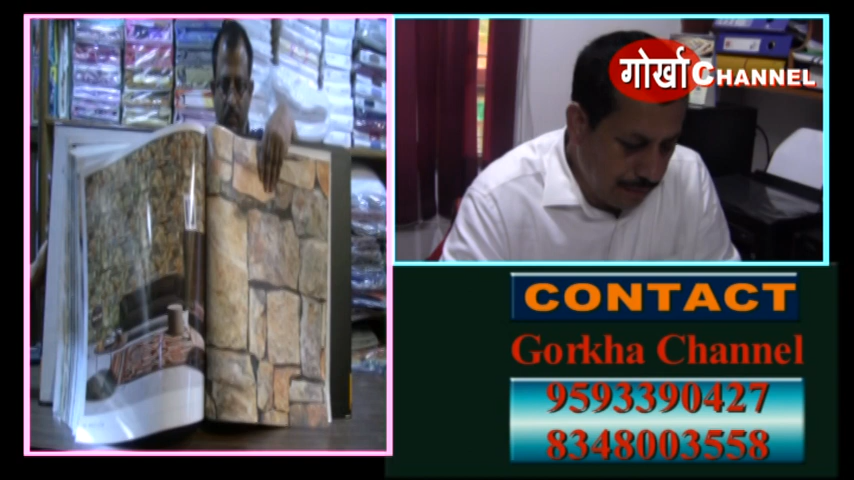 गोर्खा CHANNEL
CONTACT
Gorkha Channel
9593390427
8348003558